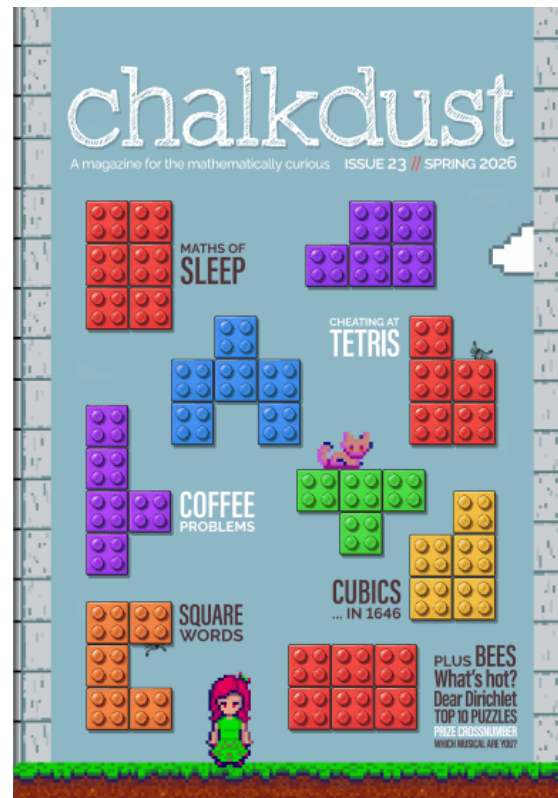 chalkdust
A magazine for the mathematically curious ISSUE 23 // SPRING 2026
MATHS OF
SLEEP
CHEATING AT
TETRIS
COFFEE
PROBLEMS
CUBICS
... IN 1646
SQUARE
WORDS
PLUS BEES
What's hot?
Dear Dirichlet
TOP 10 PUZZLES
PRIZE CROSSNUMBER
WHICH MUSICAL ARE YOU?